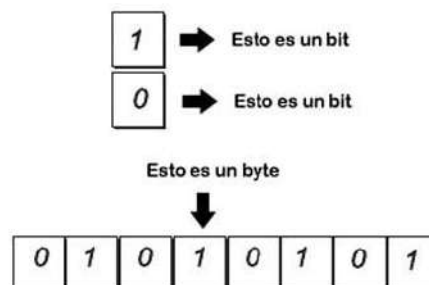 1 Esto es un bit
0 Esto es un bit
Esto es un byte
0 1 0 1 0 1 0 1